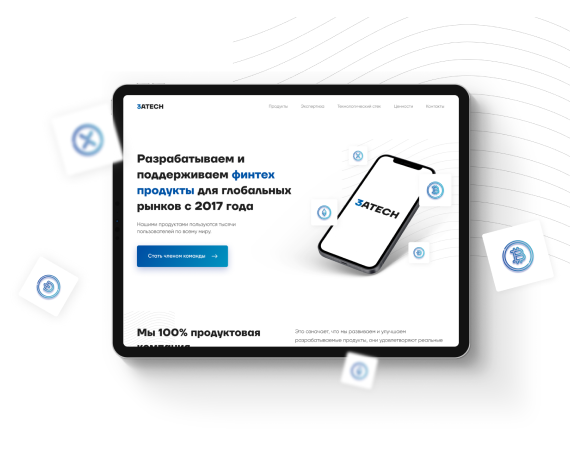 3ATECH
Продукты Экспертиза Технологический стек Ценности Контакты
Разрабатываем и
поддерживаем финтех
продукты для глобальных
рынков с 2017 года
Нашими продуктами пользуются тысячи
пользователей по всему миру
Стать членом команды →
3ATECH
Мы 100% продуктовая
компания
Это означает, что мы развиваем и улучшаем
разрабатываемые продукты, они удовлетворяют реальные